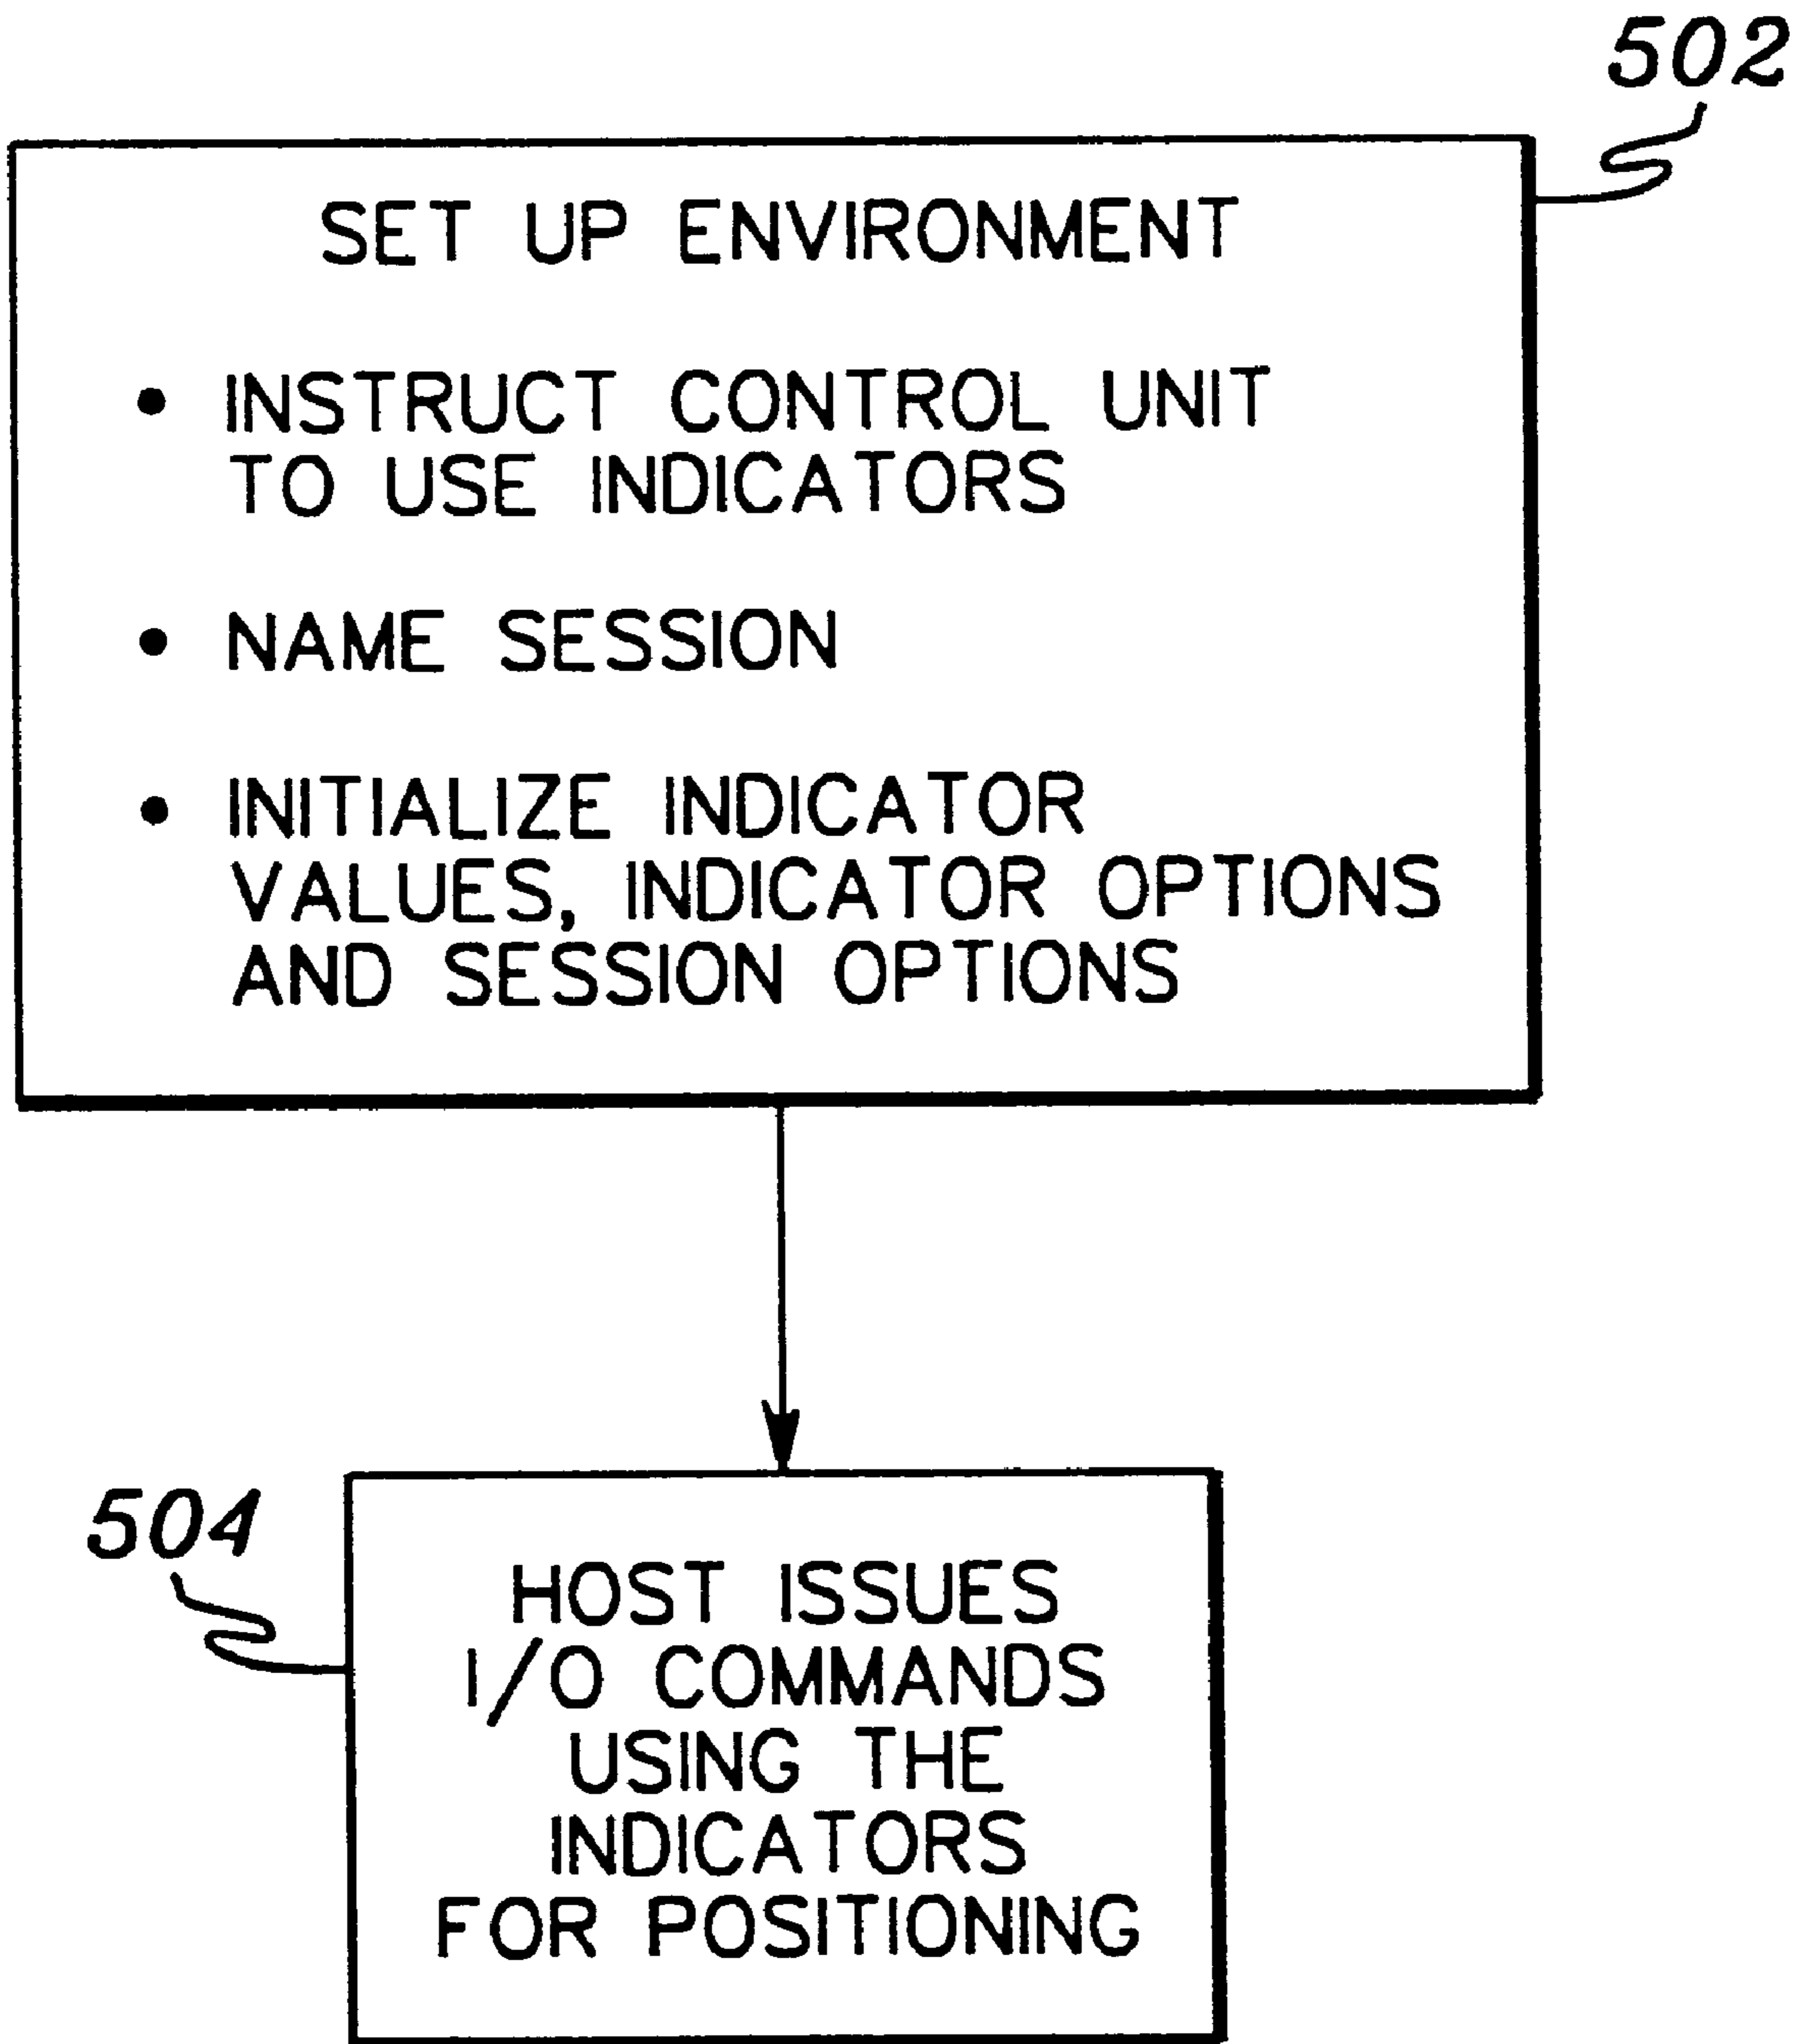 502
SET UP ENVIRONMENT
• INSTRUCT CONTROL UNIT
TO USE INDICATORS
• NAME SESSION
• INITIALIZE INDICATOR
VALUES, INDICATOR OPTIONS
AND SESSION OPTIONS
504
HOST ISSUES
I/O COMMANDS
USING THE
INDICATORS
FOR POSITIONING